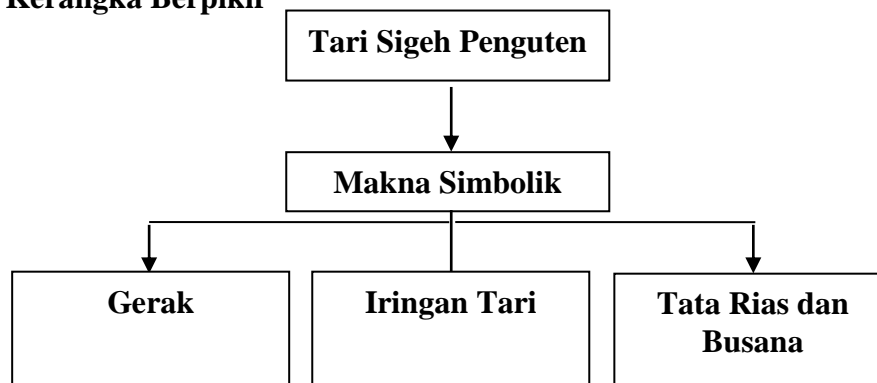 Kerangka Berpikir
Tari Sigeh Penguten
Makna Simbolik
Gerak
Iringan Tari
Tata Rias dan
Busana